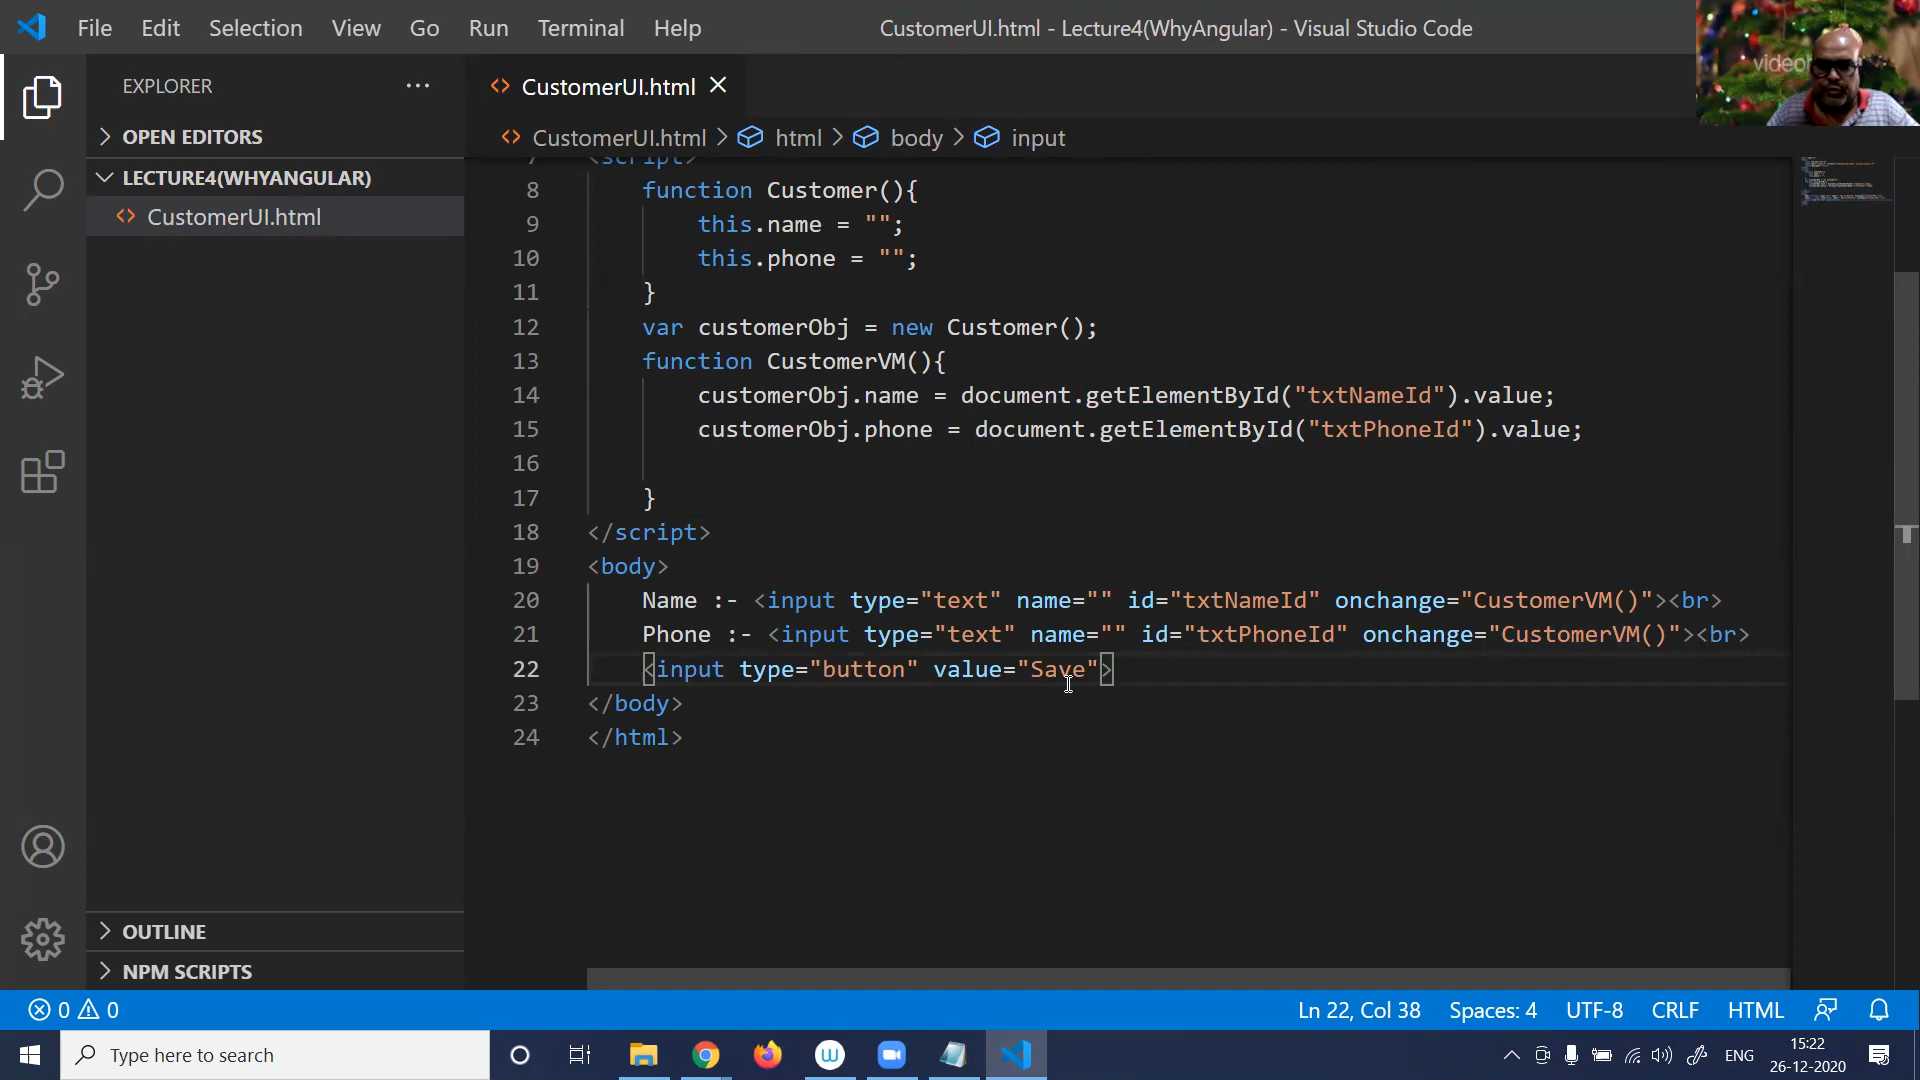 File Edit Selection View Go Run Terminal Help CustomerUI.html - Lecture4(WhyAngular) - Visual Studio Code
EXPLORER
CustomerUI.html
OPEN EDITORS
CustomerUI.html > html > body > input
LECTURE4(WHYANGULAR)
CustomerUI.html
7 <script>
8 function Customer(){
9 this.name = "";
10 this.phone = "";
11 }
12 var customerObj = new Customer();
13 function CustomerVM(){
14 customerObj.name = document.getElementById("txtNameId").value;
15 customerObj.phone = document.getElementById("txtPhoneId").value;
16
17 }
18 </script>
19 <body>
20 Name :- <input type="text" name="" id="txtNameId" onchange="CustomerVM()"><br>
21 Phone :- <input type="text" name="" id="txtPhoneId" onchange="CustomerVM()"><br>
22 <input type="button" value="Save">
23 </body>
24 </html>
OUTLINE
NPM SCRIPTS
0 0 Ln 22, Col 38 Spaces: 4 UTF-8 CRLF HTML
Type here to search
ENG
15:22
26-12-2020